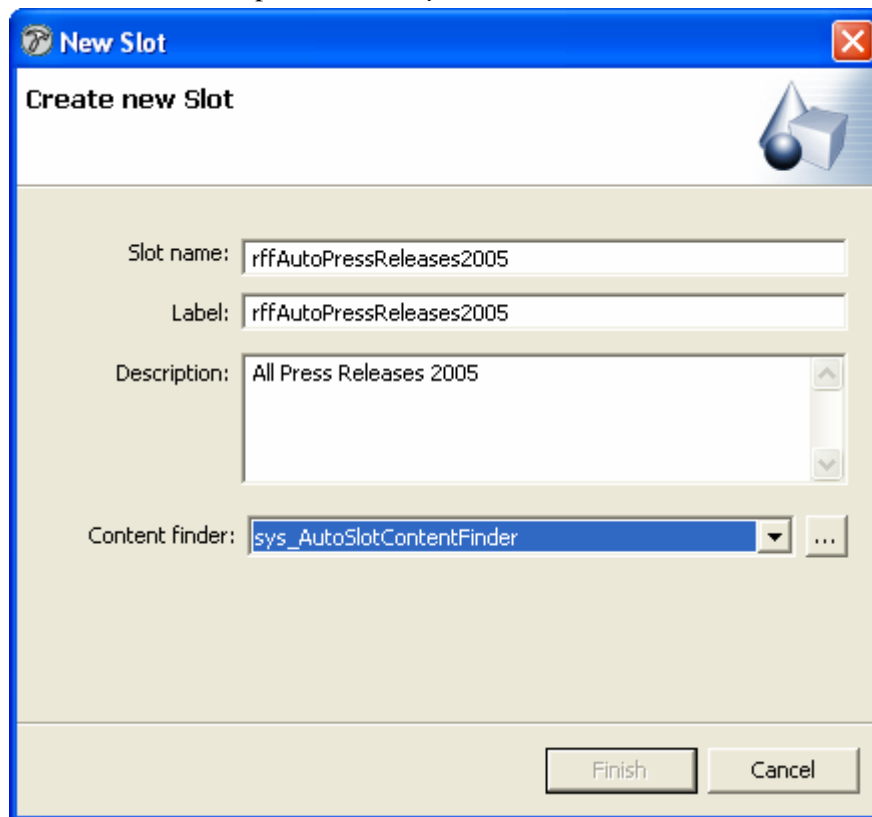 New Slot
Create new Slot
Slot name: rffAutoPressReleases2005
Label: rffAutoPressReleases2005
Description: All Press Releases 2005
Content finder: sys_AutoSlotContentFinder ...
Finish Cancel